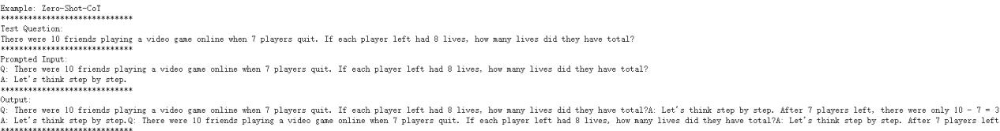 Example: Zero-Shot-CoT
*****************************
Test Question:
There were 10 friends playing a video game online when 7 players quit. If each player left had 8 lives, how many lives did they have total?
*****************************
Prompted Input:
Q: There were 10 friends playing a video game online when 7 players quit. If each player left had 8 lives, how many lives did they have total?
A: Let's think step by step.
*****************************
Output:
Q: There were 10 friends playing a video game online when 7 players quit. If each player left had 8 lives, how many lives did they have total?A: Let's think step by step. After 7 players left, there were only 10 - 7 = 3
A: Let's think step by step.Q: There were 10 friends playing a video game online when 7 players quit. If each player left had 8 lives, how many lives did they have total?A: Let's think step by step. After 7 players left
*****************************